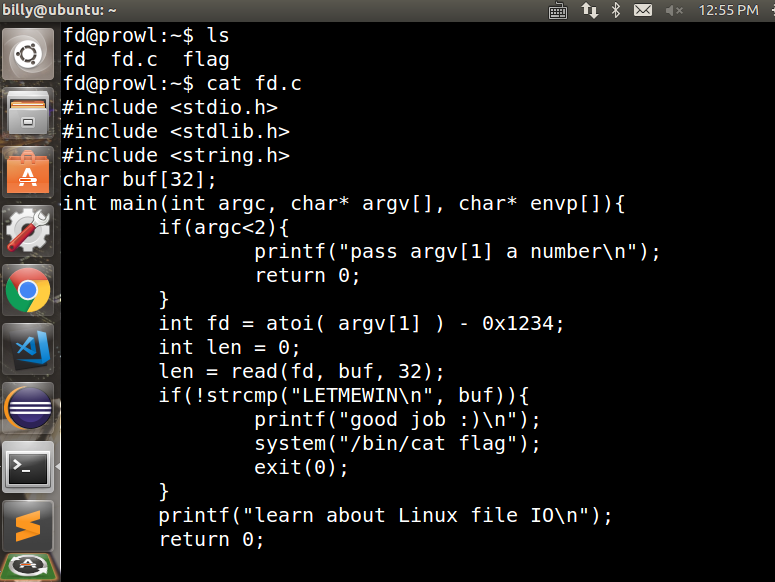 billy@ubuntu: ~
12:55 PM
fd@prowl:~$ ls
fd  fd.c  flag
fd@prowl:~$ cat fd.c
#include <stdio.h>
#include <stdlib.h>
#include <string.h>
char buf[32];
int main(int argc, char* argv[], char* envp[]){
        if(argc<2){
                printf("pass argv[1] a number\n");
                return 0;
        }
        int fd = atoi( argv[1] ) - 0x1234;
        int len = 0;
        len = read(fd, buf, 32);
        if(!strcmp("LETMEWIN\n", buf)){
                printf("good job :)\n");
                system("/bin/cat flag");
                exit(0);
        }
        printf("learn about Linux file IO\n");
        return 0;